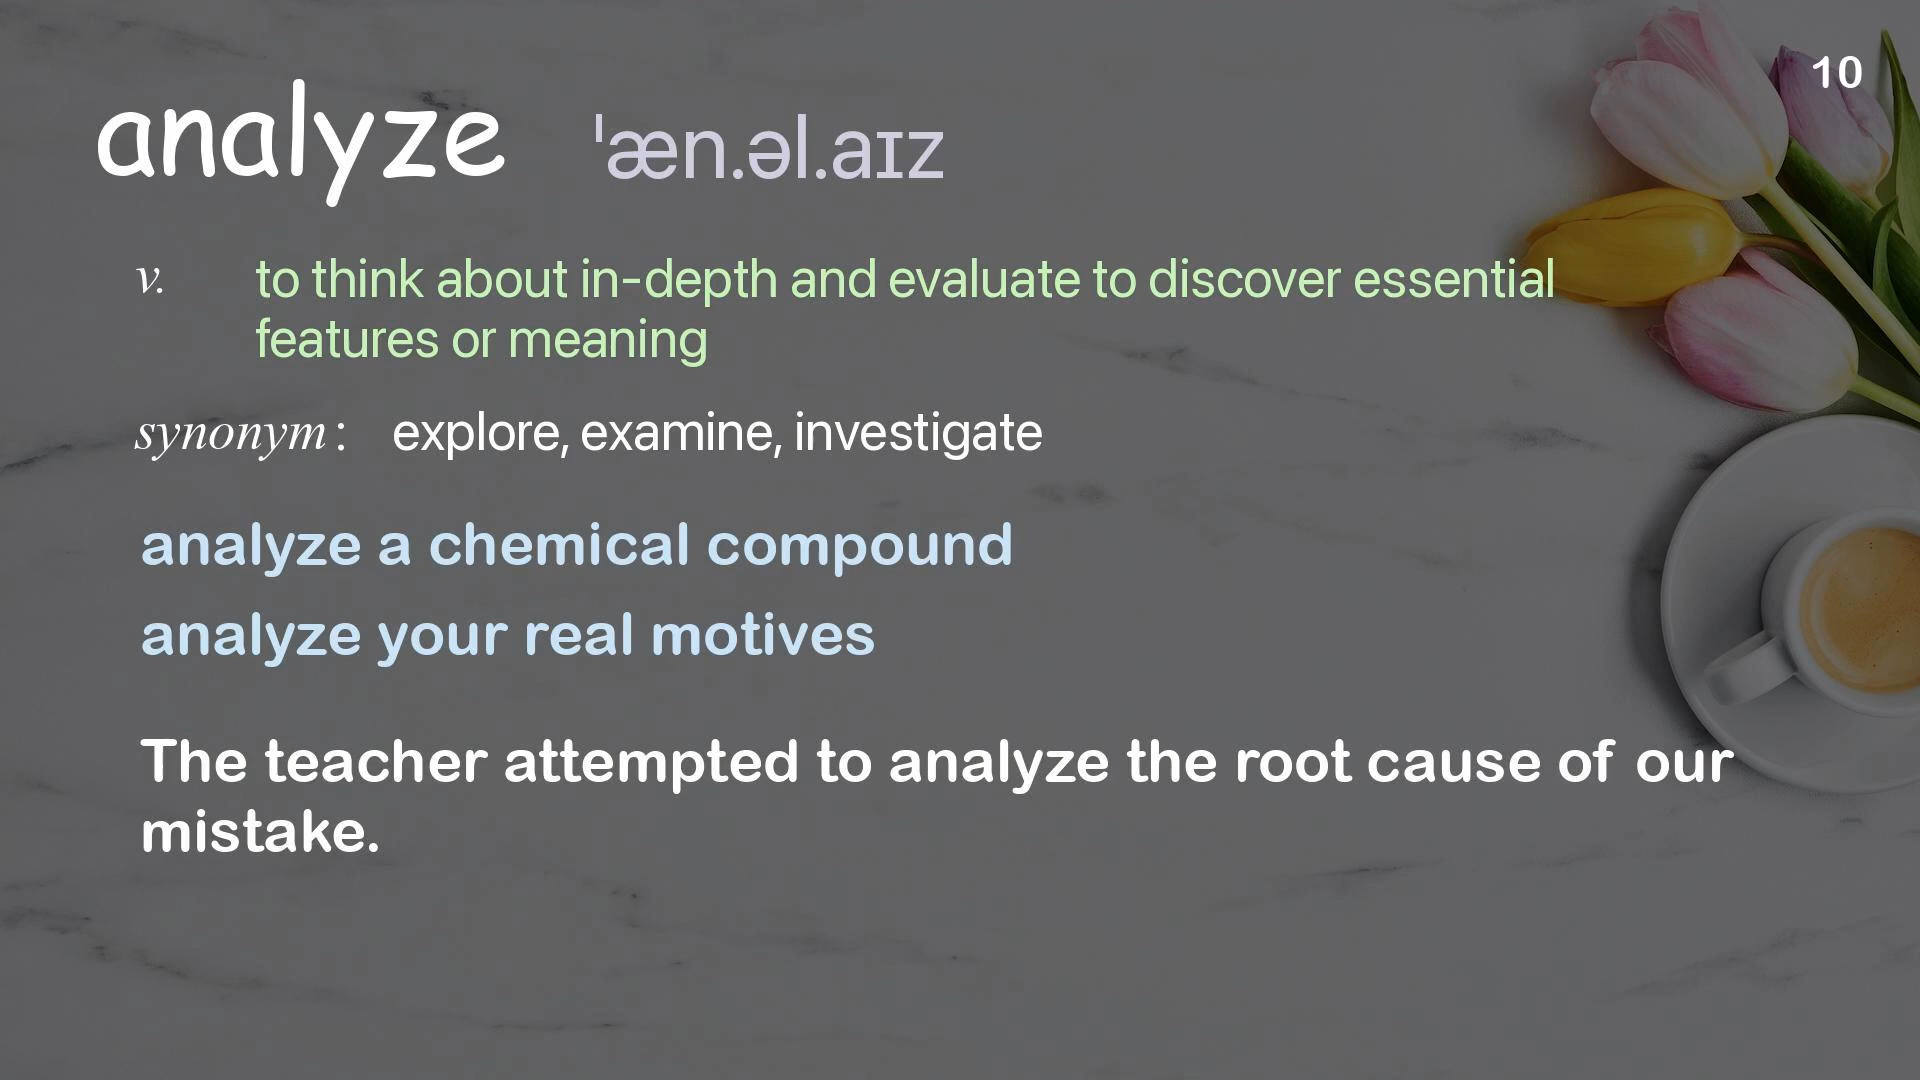 10
analyze ˈæn.əl.aɪz
v. to think about in-depth and evaluate to discover essential
features or meaning
synonym: explore, examine, investigate
analyze a chemical compound
analyze your real motives
The teacher attempted to analyze the root cause of our
mistake.